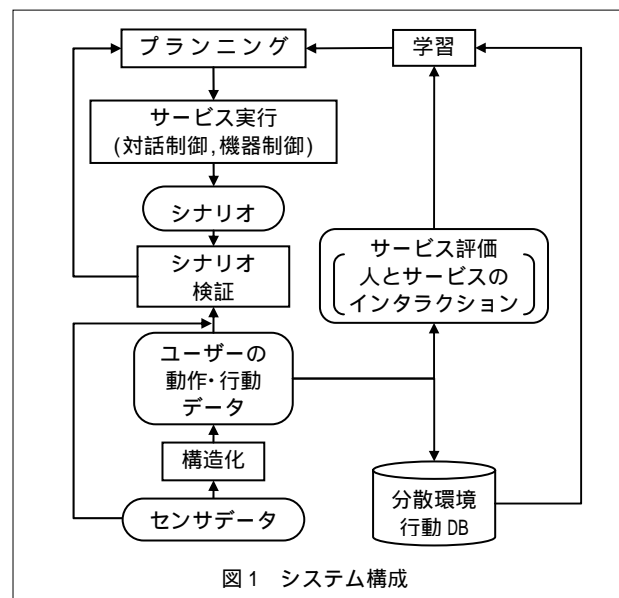 プランニング
学習
サービス実行
(対話制御,機器制御)
シナリオ
シナリオ
検証
サービス評価
人とサービスの
インタラクション
ユーザーの
動作・行動
データ
構造化
センサデータ
分散環境
行動 DB
図1 システム構成